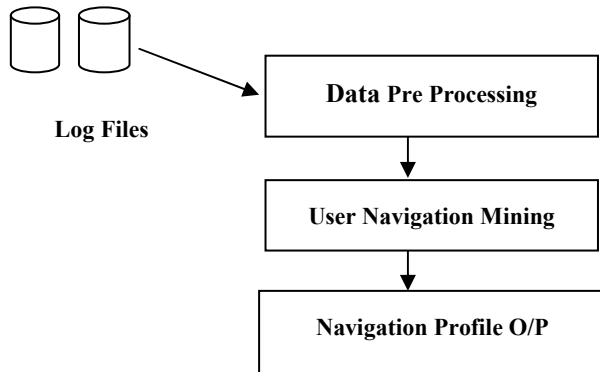 Data Pre Processing
Log Files
User Navigation Mining
Navigation Profile O/P